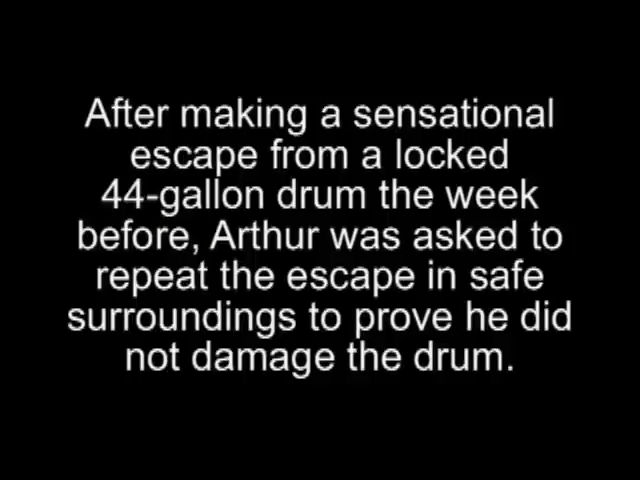 After making a sensational
escape from a locked
44-gallon drum the week
before, Arthur was asked to
repeat the escape in safe
surroundings to prove he did
not damage the drum.